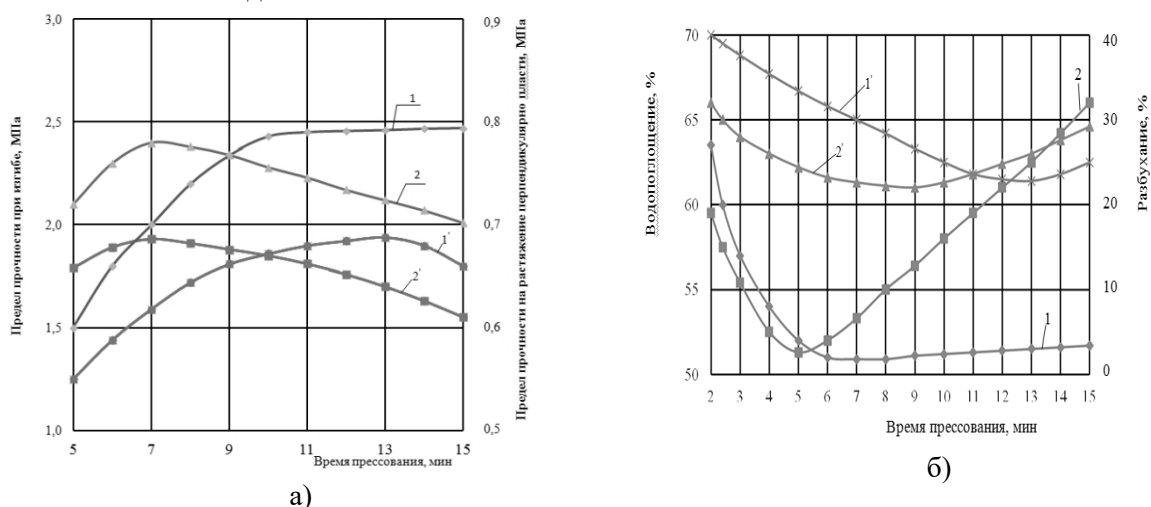 3,0
2,5
2,0
1,5
1,0
0,9
0,8
0,7
0,6
0,5
5 7 9 11 13 15
Предел прочности при изгибе, МПа
Предел прочности на растяжение перпендикулярно пласти, МПа
Время прессования, мин
1
2
1'
2'
а)
70
65
60
55
50
40
30
20
10
0
2 2 3 4 5 6 7 8 9 10 11 12 13 14 15
Водопоглощение, %
Разбухание, %
Время прессования, мин
1'
2
2'
1
б)